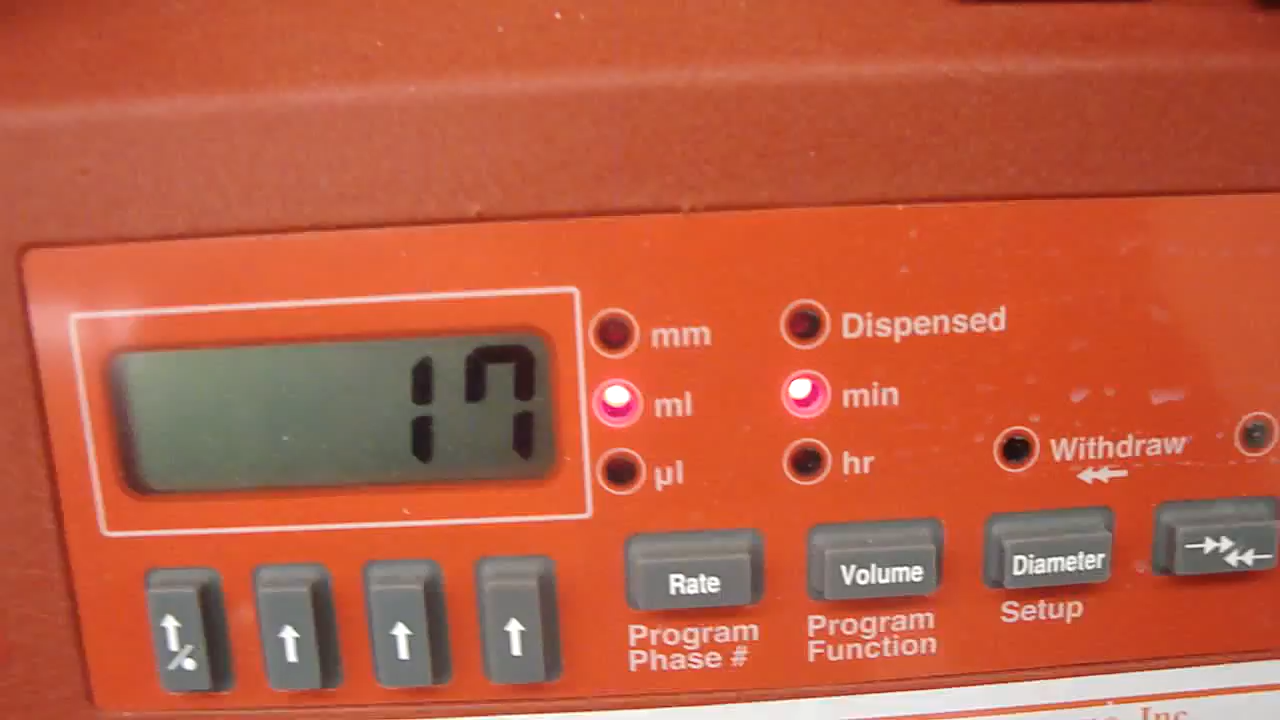 17
mm
ml
µl
Dispensed
min
hr
Withdraw
Rate
Volume
Diameter
Program
Phase #
Program
Function
Setup
Inc